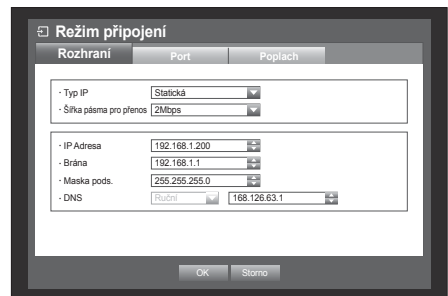 Režim připojení
Rozhraní Port Poplach
· Typ IP Statická
· Šířka pásma pro přenos 2Mbps
· IP Adresa 192.168.1.200
· Brána 192.168.1.1
· Maska pods. 255.255.255.0
· DNS Ruční 168.126.63.1
OK Storno